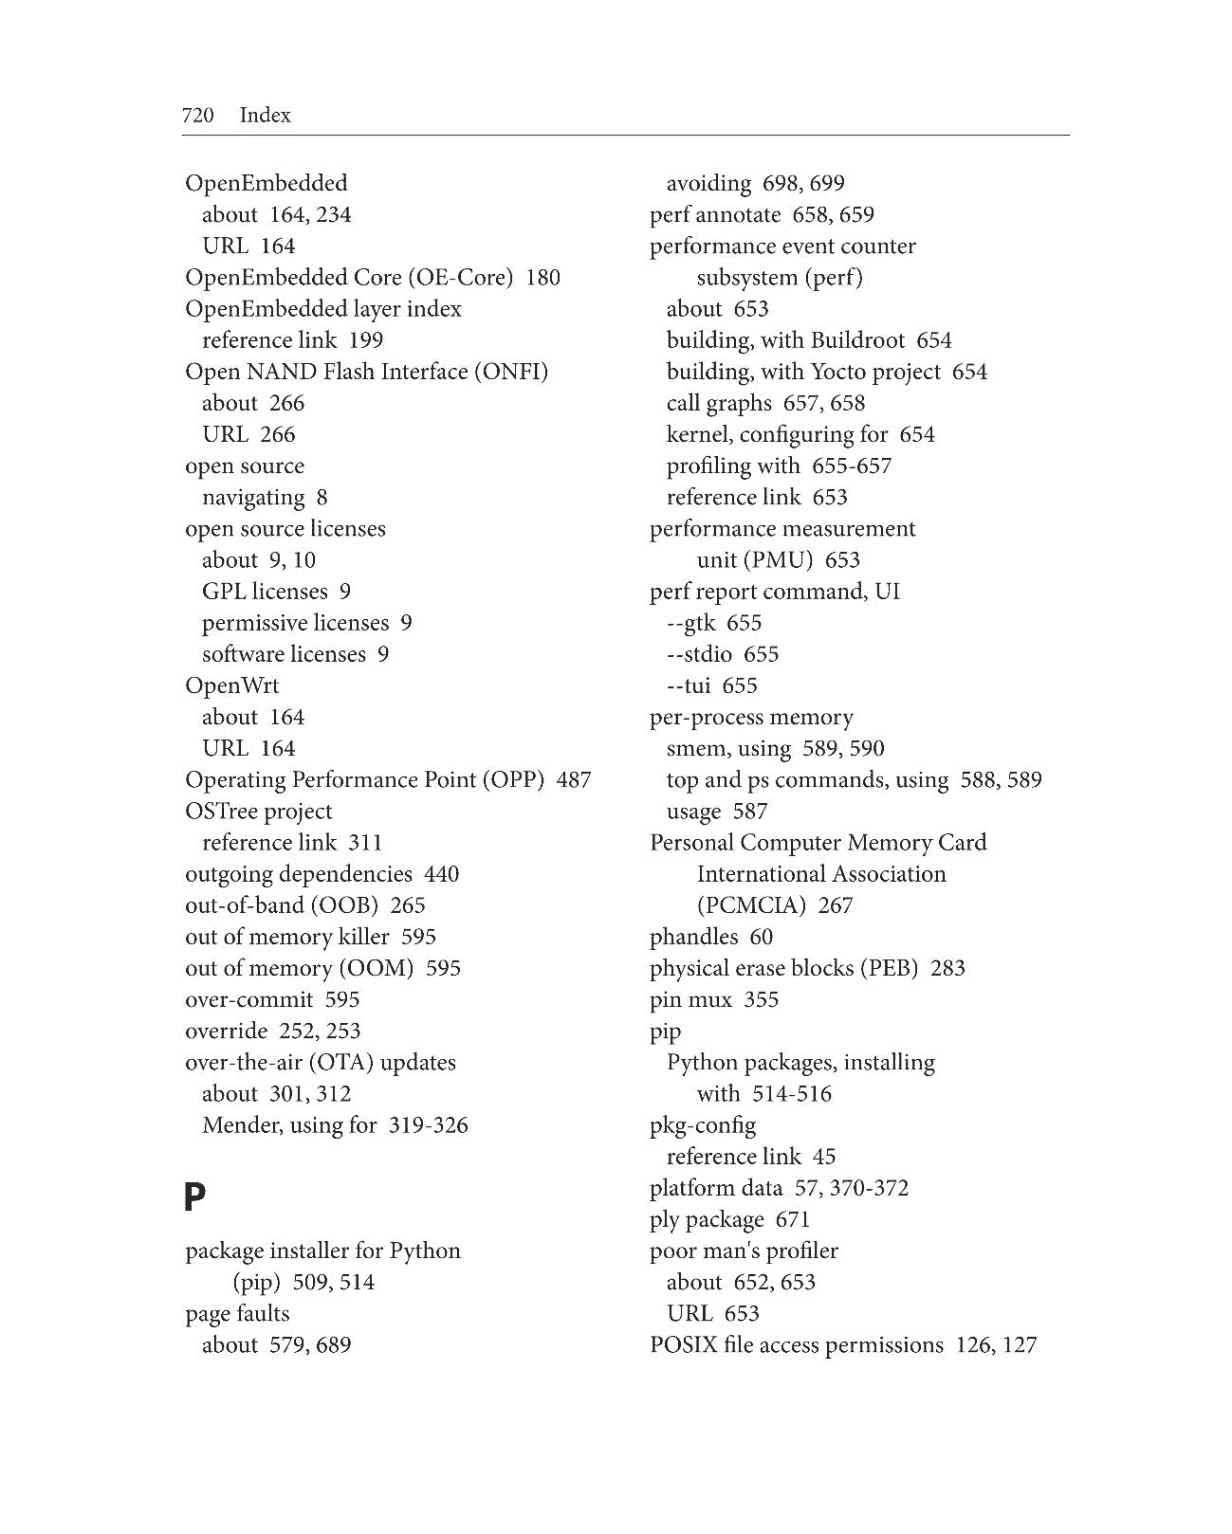 720 Index
OpenEmbedded
about 164, 234
URL 164
OpenEmbedded Core (OE-Core) 180
OpenEmbedded layer index
reference link 199
Open NAND Flash Interface (ONFI)
about 266
URL 266
open source
navigating 8
open source licenses
about 9, 10
GPL licenses 9
permissive licenses 9
software licenses 9
OpenWrt
about 164
URL 164
Operating Performance Point (OPP) 487
OSTree project
reference link 311
outgoing dependencies 440
out-of-band (OOB) 265
out of memory killer 595
out of memory (OOM) 595
over-commit 595
override 252, 253
over-the-air (OTA) updates
about 301, 312
Mender, using for 319-326
P
package installer for Python
(pip) 509, 514
page faults
about 579, 689
avoiding 698, 699
perf annotate 658, 659
performance event counter
subsystem (perf)
about 653
building, with Buildroot 654
building, with Yocto project 654
call graphs 657, 658
kernel, configuring for 654
profiling with 655-657
reference link 653
performance measurement
unit (PMU) 653
perf report command, UI
--gtk 655
--stdio 655
--tui 655
per-process memory
smem, using 589, 590
top and ps commands, using 588, 589
usage 587
Personal Computer Memory Card
International Association
(PCMCIA) 267
phandles 60
physical erase blocks (PEB) 283
pin mux 355
pip
Python packages, installing
with 514-516
pkg-config
reference link 45
platform data 57, 370-372
ply package 671
poor man's profiler
about 652, 653
URL 653
POSIX file access permissions 126, 127